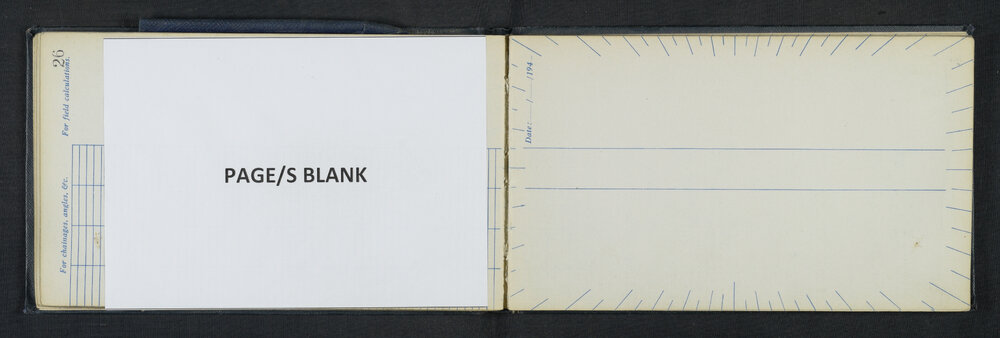 26
For field calculations.
For chainages, angles, &c.
PAGE/S BLANK
Date: / /194